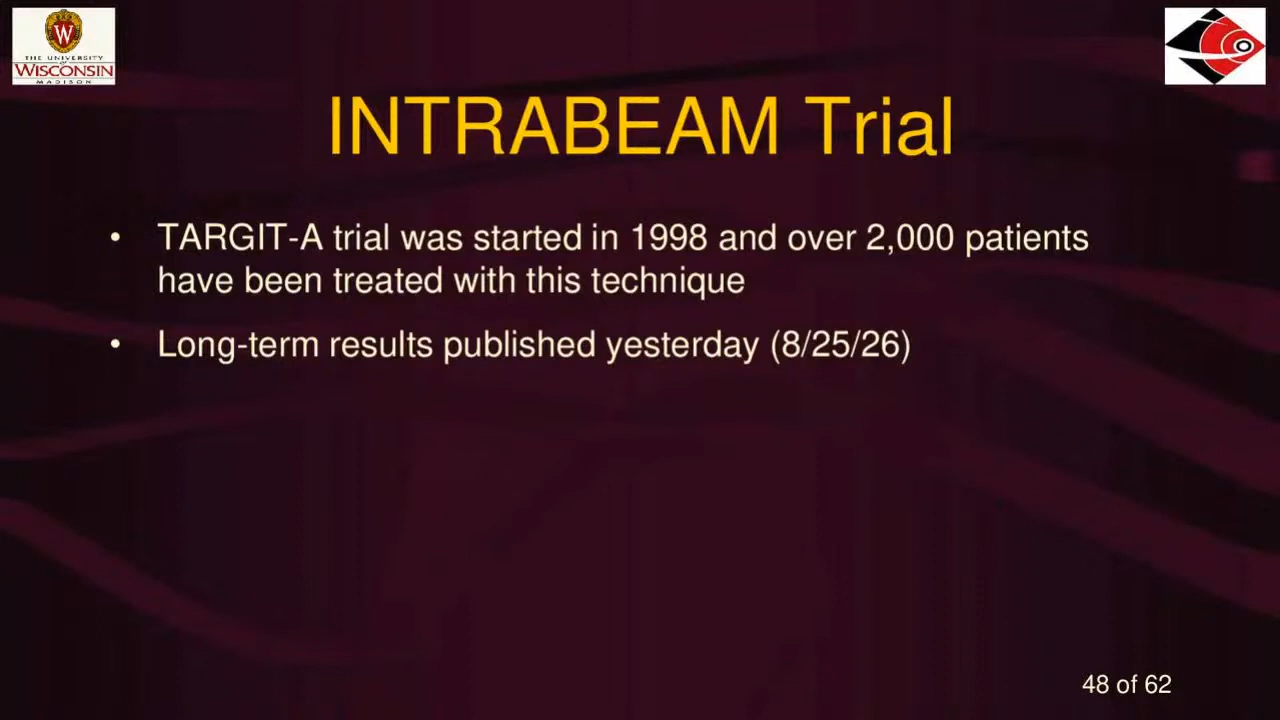 THE UNIVERSITY
of
WISCONSIN
MADISON
W
INTRABEAM Trial
• TARGIT-A trial was started in 1998 and over 2,000 patients
have been treated with this technique
• Long-term results published yesterday (8/25/26)
48 of 62